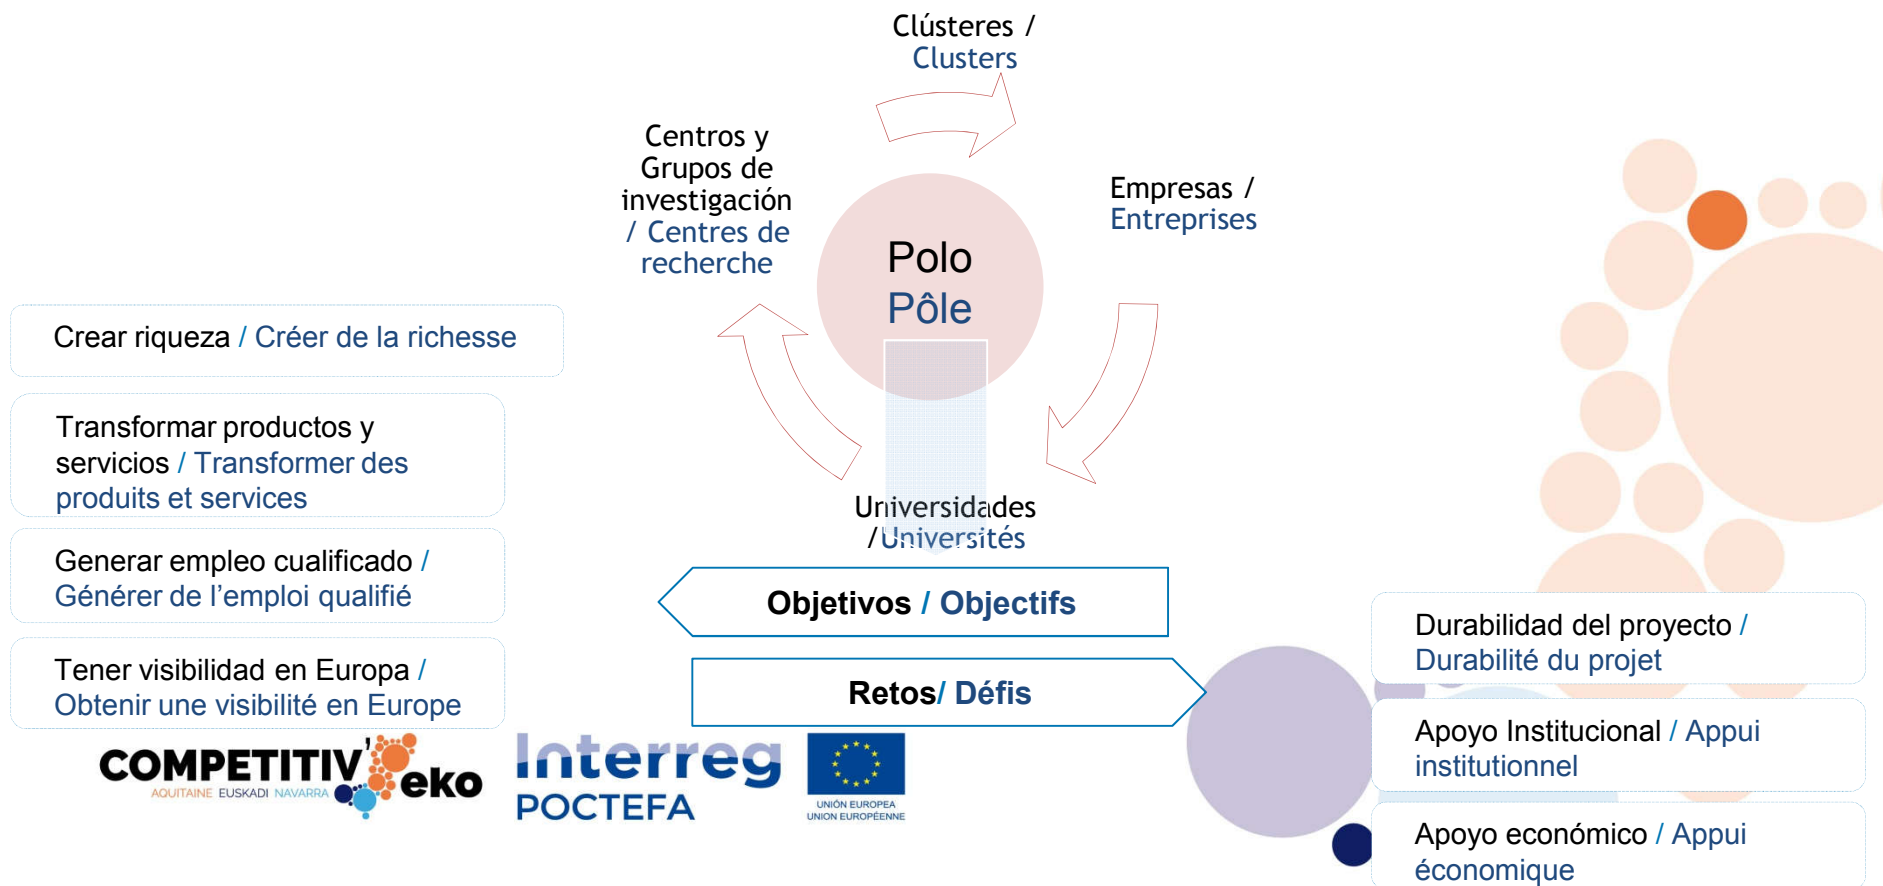 Clústeres /
Clusters
Centros y
Grupos de
investigación
/ Centres de
recherche
Empresas /
Entreprises
Polo
Pôle
Universidades
/Universités
Crear riqueza / Créer de la richesse
Transformar productos y
servicios / Transformer des
produits et services
Generar empleo cualificado /
Générer de l’emploi qualifié
Tener visibilidad en Europa /
Obtenir une visibilité en Europe
Objetivos / Objectifs
Retos/ Défis
Durabilidad del proyecto /
Durabilité du projet
Apoyo Institucional / Appui
institutionnel
Apoyo económico / Appui
économique
COMPETITIV'eko
AQUITAINE EUSKADI NAVARRA
Interreg
POCTEFA
UNIÓN EUROPEA
UNION EUROPÉENNE